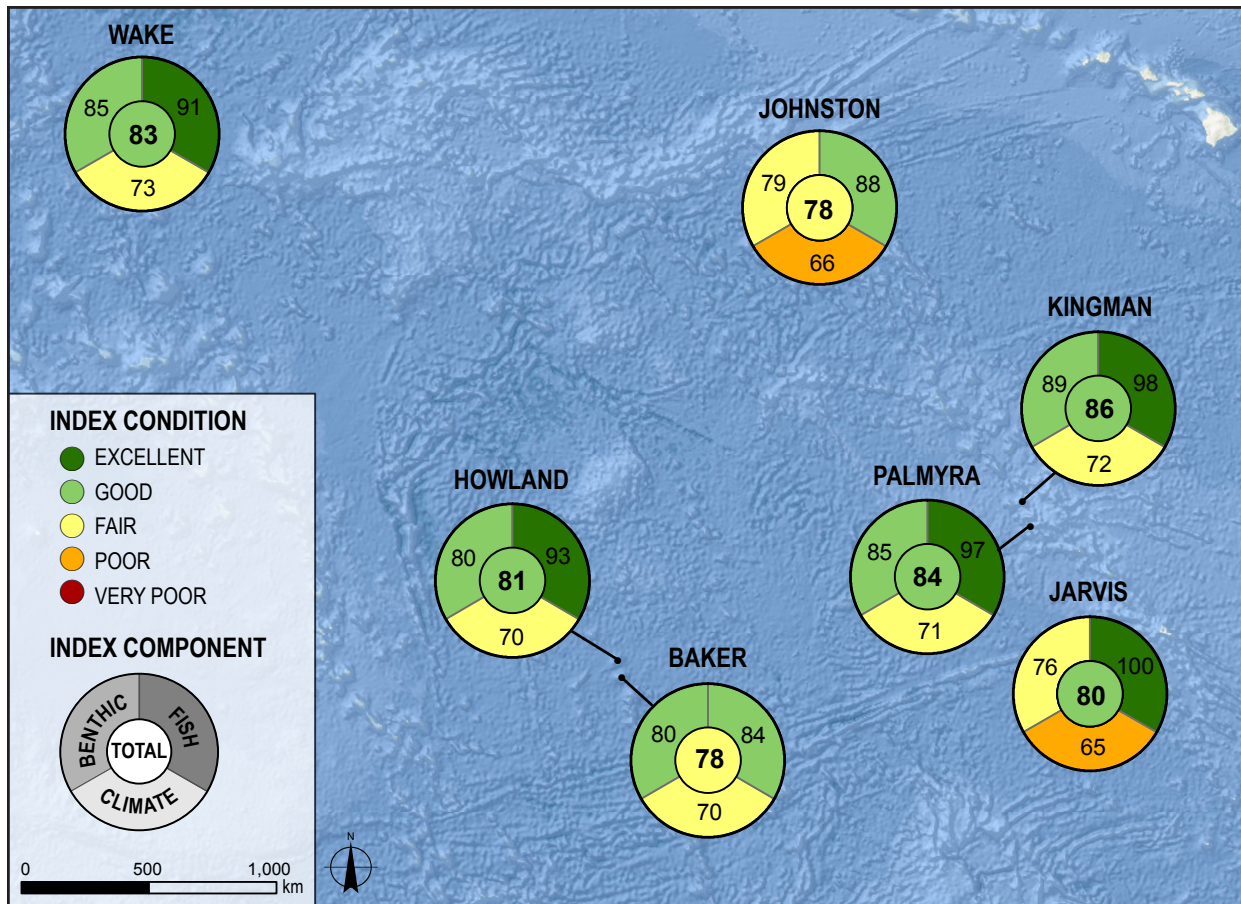 WAKE
85
91
83
73
JOHNSTON
79
88
78
66
KINGMAN
89
98
86
72
HOWLAND
80
93
81
70
PALMYRA
85
97
84
71
BAKER
80
84
78
70
JARVIS
76
100
80
65
INDEX CONDITION
EXCELLENT
GOOD
FAIR
POOR
VERY POOR
INDEX COMPONENT
BENTHIC
FISH
TOTAL
CLIMATE
0 500 1,000
km
N